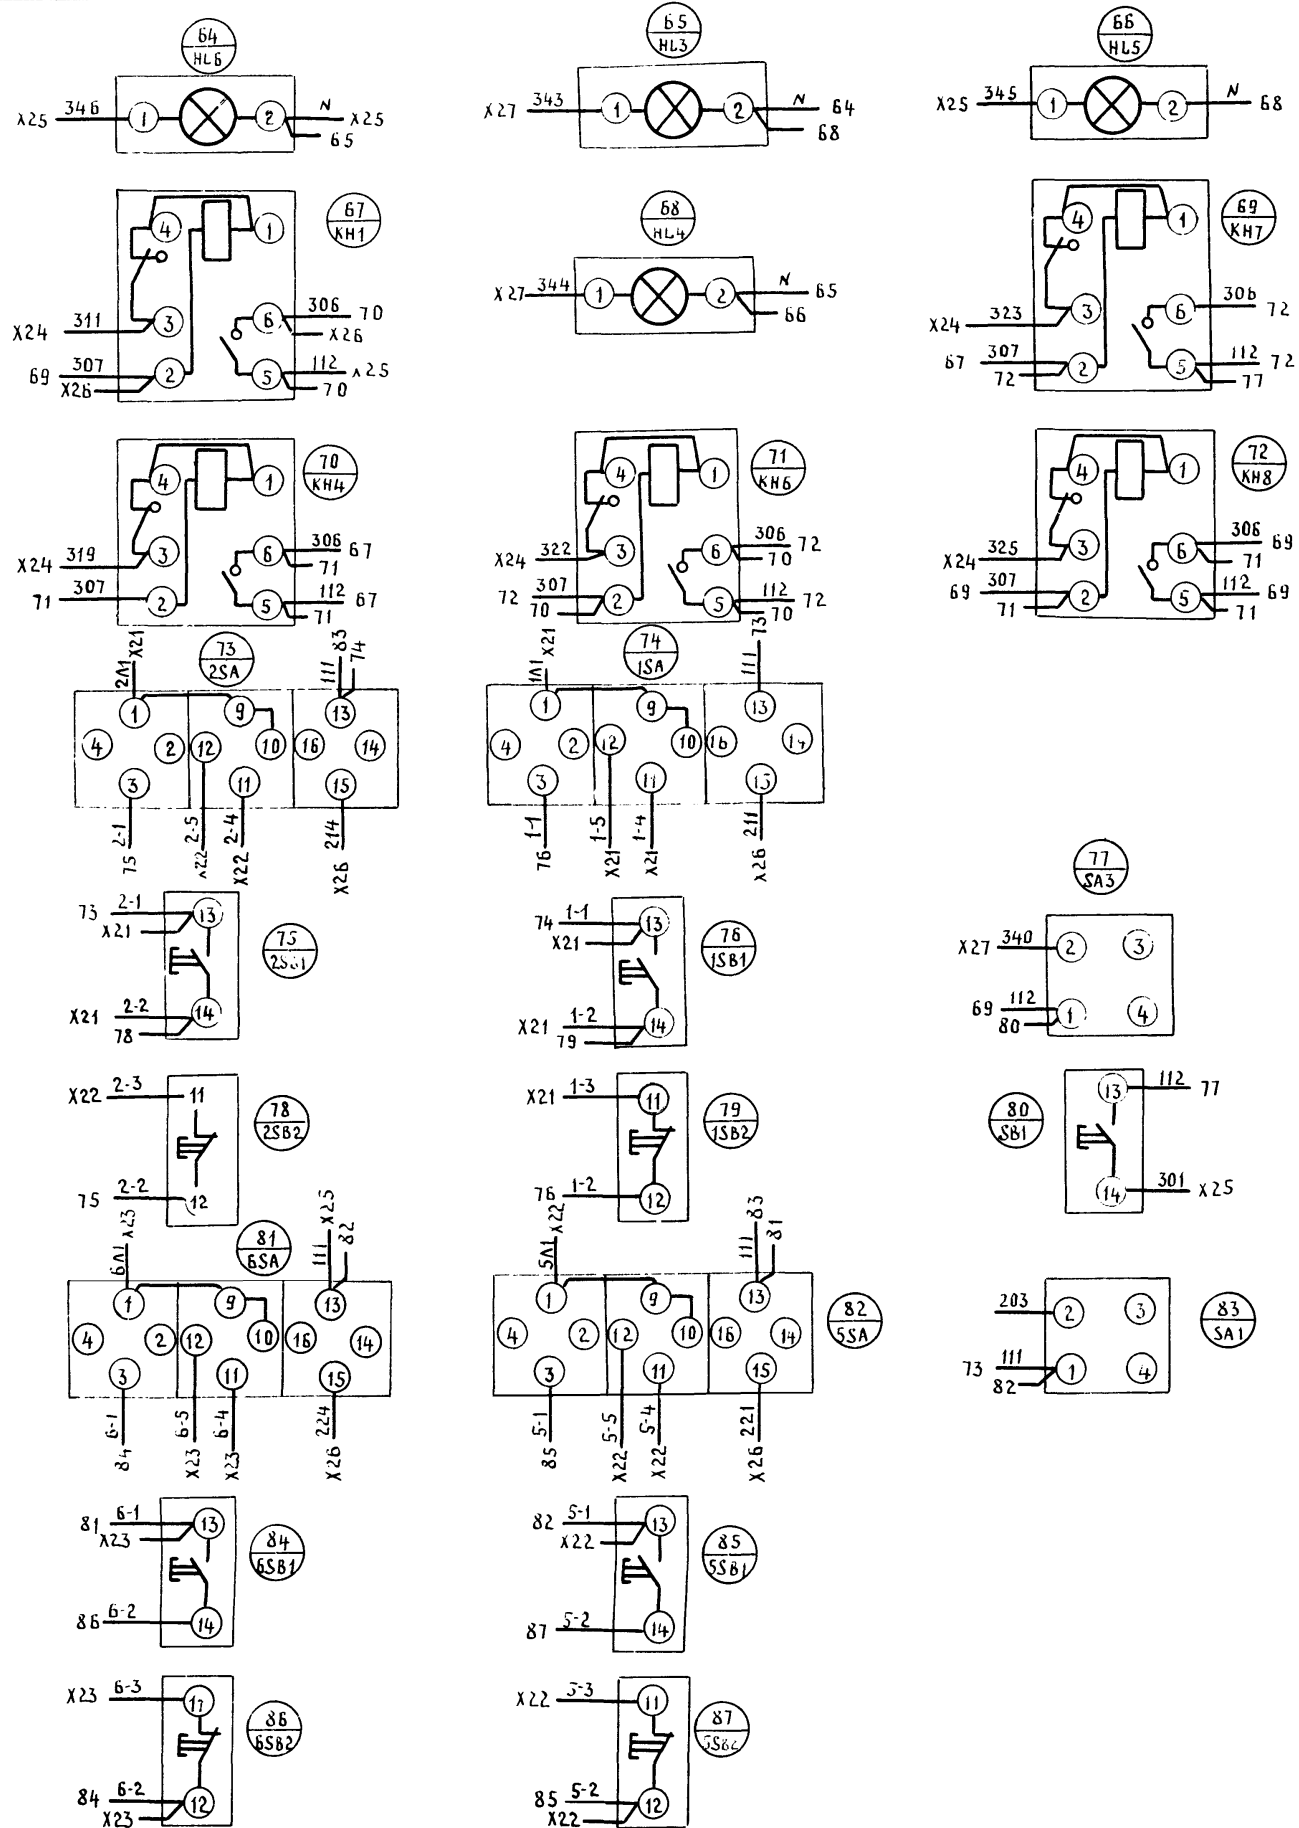 64
HL6
X25 346 1 2 N X25
65
65
HL3
X27 343 1 2 N 64
68
66
HL5
X25 345 1 2 N 68
67
KH1
4 1
X24 311 3 6 306 70
X26
69 307 2 5 112 X25
X26 70
68
HL4
X27 344 1 2 N 65
66
69
KH7
4 1
X24 323 3 6 306 72
67 307 2 5 112 72
72 77
70
KH4
4 1
X24 319 3 6 306 67
71
71 307 2 5 112 67
71
71
KH6
4 1
X24 322 3 6 306 72
70
72 307 2 5 112 72
70 70
72
KH8
4 1
X24 325 3 6 306 69
71
69 307 2 5 112 69
71 71
73
2SA
2Л1 X21
111 83
74
1 9 13
4 2 12 10 16 14
3 11 15
75 2-1
X22 2-5
X22 2-4
X26 214
74
1SA
1Л1 X21
111 73
1 9 13
4 2 12 10 16 14
3 11 15
76 1-1
X21 1-5
X21 1-4
X26 211
75
2SB1
73 2-1 13
X21
X21 2-2 14
78
76
1SB1
74 1-1 13
X21
X21 1-2 14
79
77
SA3
X27 340 2 3
69 112 1 4
80
78
2SB2
X22 2-3 11
75 2-2 12
79
1SB2
X21 1-3 11
76 1-2 12
80
SB1
13 112 77
14 301 X25
81
6SA
6Л1 X23
111 X25
82
1 9 13
4 2 12 10 16 14
3 11 15
84 6-1
X23 6-5
X23 6-4
X26 224
82
5SA
5Л1 X22
111 83
81
1 9 13
4 2 12 10 16 14
3 11 15
85 5-1
X22 5-5
X22 5-4
X26 221
83
SA1
203 2 3
73 111 1 4
82
84
6SB1
81 6-1 13
X23
86 6-2 14
85
5SB1
82 5-1 13
X22
87 5-2 14
86
6SB2
X23 6-3 11
84 6-2 12
X23
87
5SB2
X22 5-3 11
85 5-2 12
X22